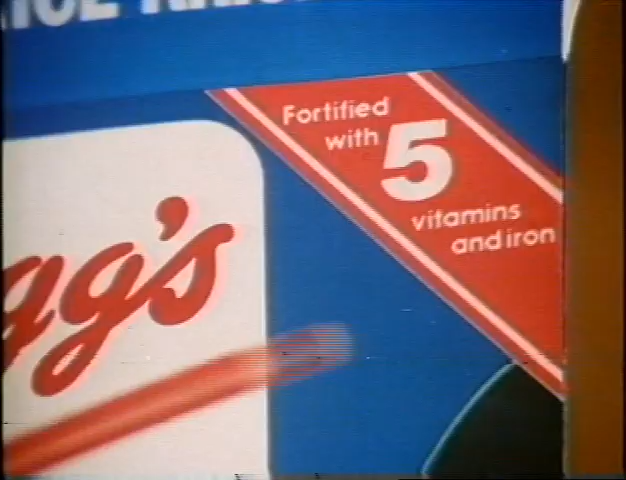 Fortified
with 5
vitamins
and iron
gg's